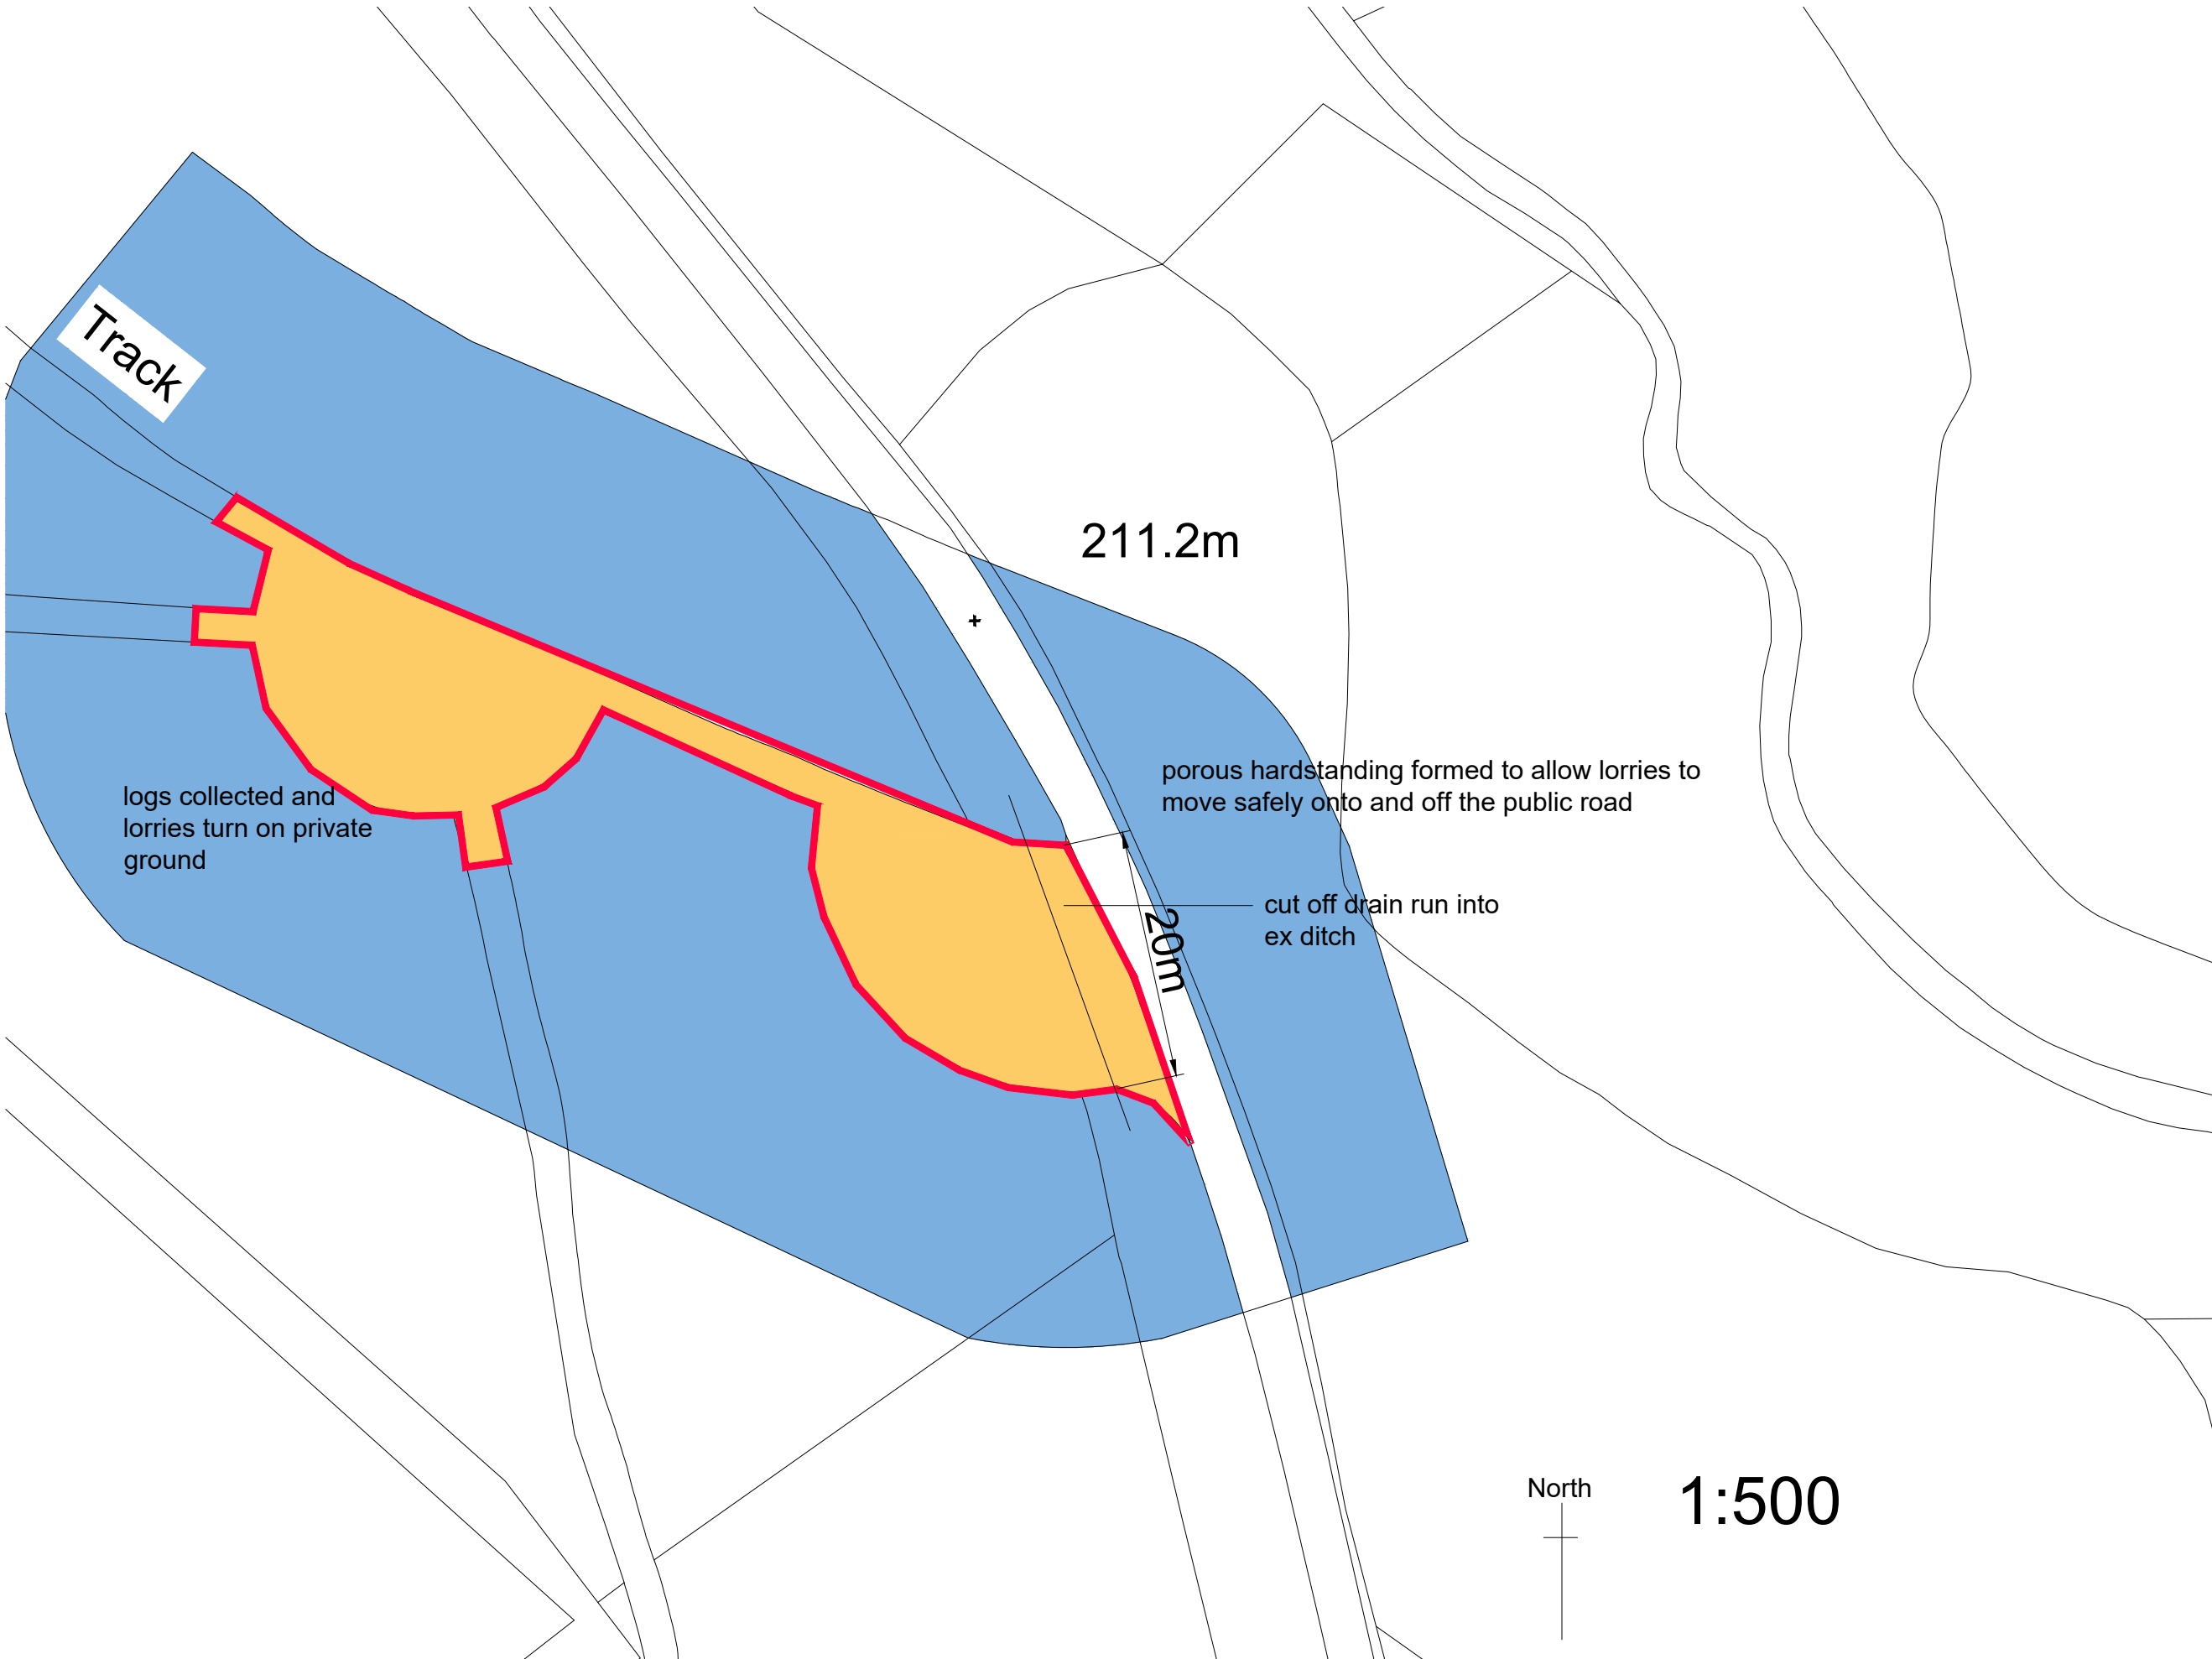 Track
211.2m
porous hardstanding formed to allow lorries to
move safely onto and off the public road
logs collected and
lorries turn on private
ground
cut off drain run into
ex ditch
20m
North
1:500